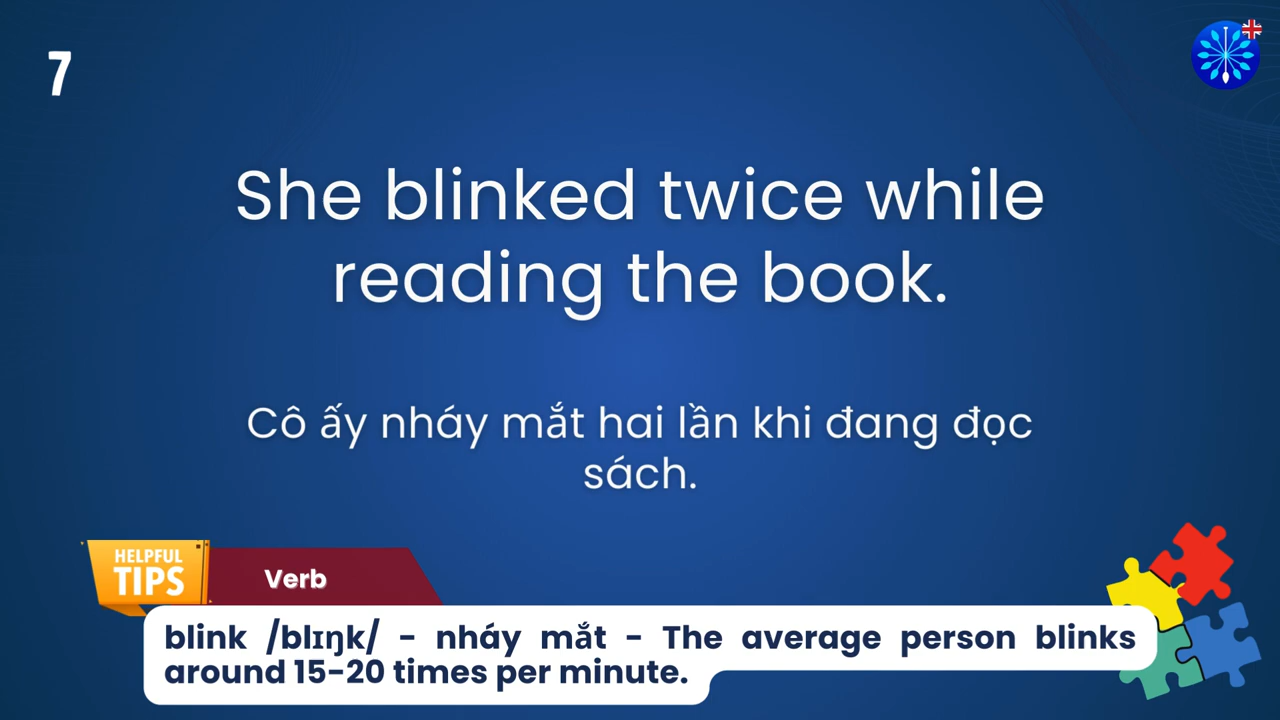 7
She blinked twice while
reading the book.
Cô ấy nháy mắt hai lần khi đang đọc
sách.
HELPFUL
TIPS
Verb
blink /blɪŋk/ - nháy mắt - The average person blinks
around 15-20 times per minute.